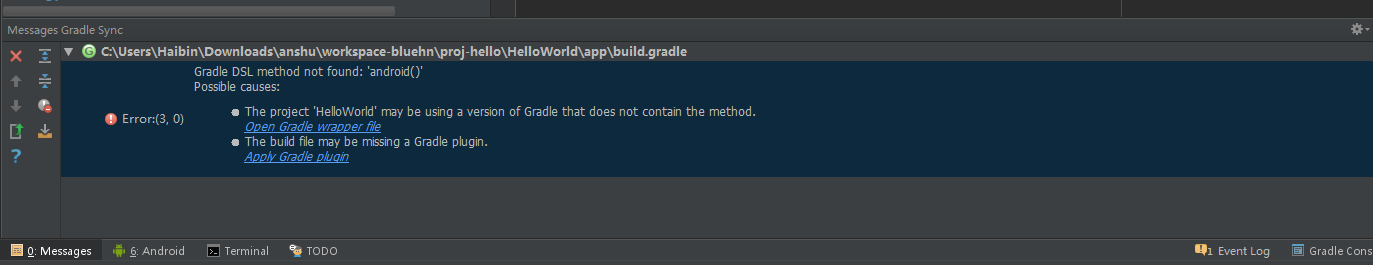 Messages Gradle Sync
C:\Users\Haibin\Downloads\anshu\workspace-bluehn\proj-hello\HelloWorld\app\build.gradle
Gradle DSL method not found: 'android()'
Possible causes:
The project 'HelloWorld' may be using a version of Gradle that does not contain the method.
Error:(3, 0)
Open Gradle wrapper file
The build file may be missing a Gradle plugin.
Apply Gradle plugin
0: Messages 6: Android Terminal TODO 1 Event Log Gradle Cons